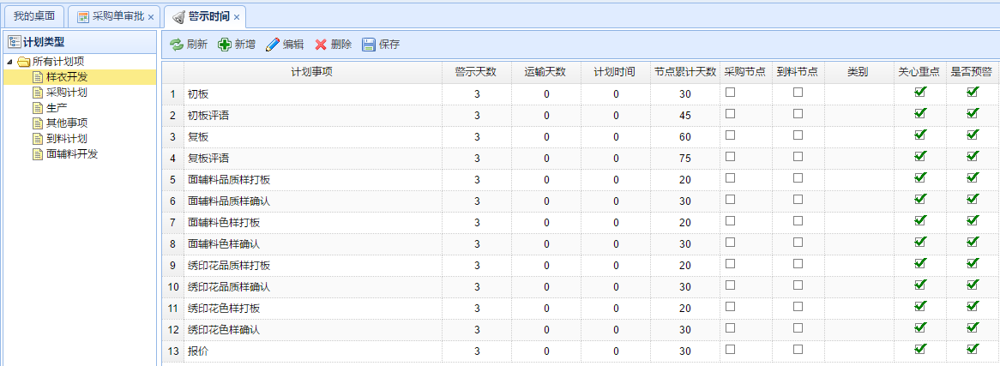 我的桌面 采购单审批 × 警示时间 ×
计划类型
所有计划项
样衣开发
采购计划
生产
其他事项
到料计划
面辅料开发
刷新 新增 编辑 删除 保存
计划事项 警示天数 运输天数 计划时间 节点累计天数 采购节点 到料节点 类别 关心重点 是否预警
1 初板 3 0 0 30
2 初板评语 3 0 0 45
3 复板 3 0 0 60
4 复板评语 3 0 0 75
5 面辅料品质样打板 3 0 0 20
6 面辅料品质样确认 3 0 0 30
7 面辅料色样打板 3 0 0 20
8 面辅料色样确认 3 0 0 30
9 绣印花品质样打板 3 0 0 20
10 绣印花品质样确认 3 0 0 30
11 绣印花色样打板 3 0 0 20
12 绣印花色样确认 3 0 0 30
13 报价 3 0 0 30